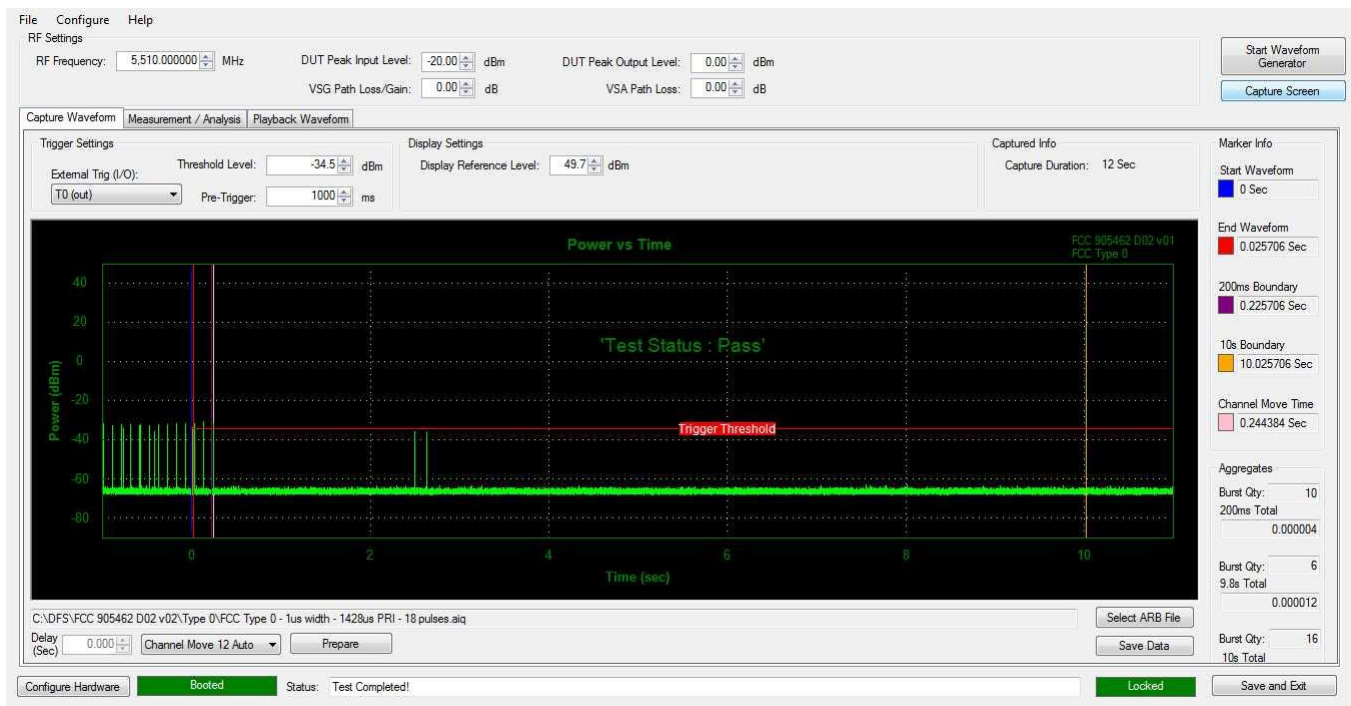 File Configure Help
RF Settings
RF Frequency: 5,510.000000 MHz DUT Peak Input Level: -20.00 dBm DUT Peak Output Level: 0.00 dBm
VSG Path Loss/Gain: 0.00 dB VSA Path Loss: 0.00 dB
Start Waveform
Generator
Capture Screen
Capture Waveform Measurement / Analysis Playback Waveform
Trigger Settings
External Trig (I/O):
T0 (out)
Threshold Level: -34.5 dBm
Pre-Trigger: 1000 ms
Display Settings
Display Reference Level: 49.7 dBm
Captured Info
Capture Duration: 12 Sec
Marker Info
Start Waveform
0 Sec
End Waveform
0.025706 Sec
200ms Boundary
0.225706 Sec
10s Boundary
10.025706 Sec
Channel Move Time
0.244384 Sec
Aggregates
Burst Qty: 10
200ms Total
0.000004
Burst Qty: 6
9.8s Total
0.000012
Burst Qty: 16
10s Total
Power vs Time
FCC 905462 D02 v01
FCC Type 0
'Test Status : Pass'
Trigger Threshold
Power (dBm)
40
20
0
-20
-40
-60
-80
0 2 4 6 8 10
Time (sec)
C:\DFS\FCC 905462 D02 v02\Type 0\FCC Type 0 - 1us width - 1428us PRI - 18 pulses.aiq
Select ARB File
Delay
(Sec)
0.000 Channel Move 12 Auto Prepare
Save Data
Configure Hardware Booted Status: Test Completed! Locked Save and Exit